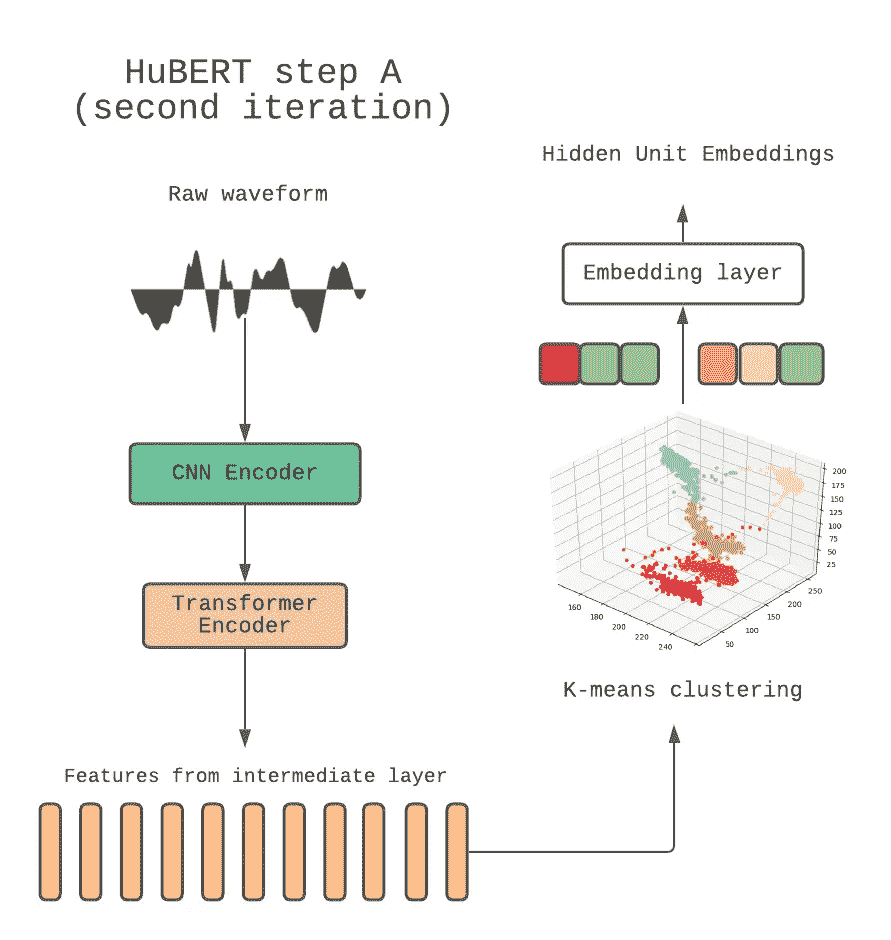 HuBERT step A
(second iteration)
Raw waveform
CNN Encoder
Transformer
Encoder
Features from intermediate layer
Hidden Unit Embeddings
Embedding layer
200
175
150
125
100
75
50
25
160
180
200
220
240
50
100
150
200
250
K-means clustering